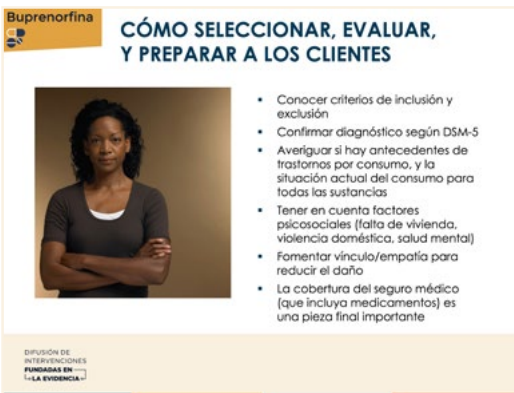 Buprenorfina
CÓMO SELECCIONAR, EVALUAR,
Y PREPARAR A LOS CLIENTES
▪ Conocer criterios de inclusión y
exclusión
▪ Confirmar diagnóstico según DSM-5
▪ Averiguar si hay antecedentes de
trastornos por consumo, y la
situación actual del consumo para
todas las sustancias
▪ Tener en cuenta factores
psicosociales (falta de vivienda,
violencia doméstica, salud mental)
▪ Fomentar vínculo/empatía para
reducir el daño
▪ La cobertura del seguro médico
(que incluya medicamentos) es
una pieza final importante
DIFUSIÓN DE
INTERVENCIONES
FUNDADAS EN
LA EVIDENCIA